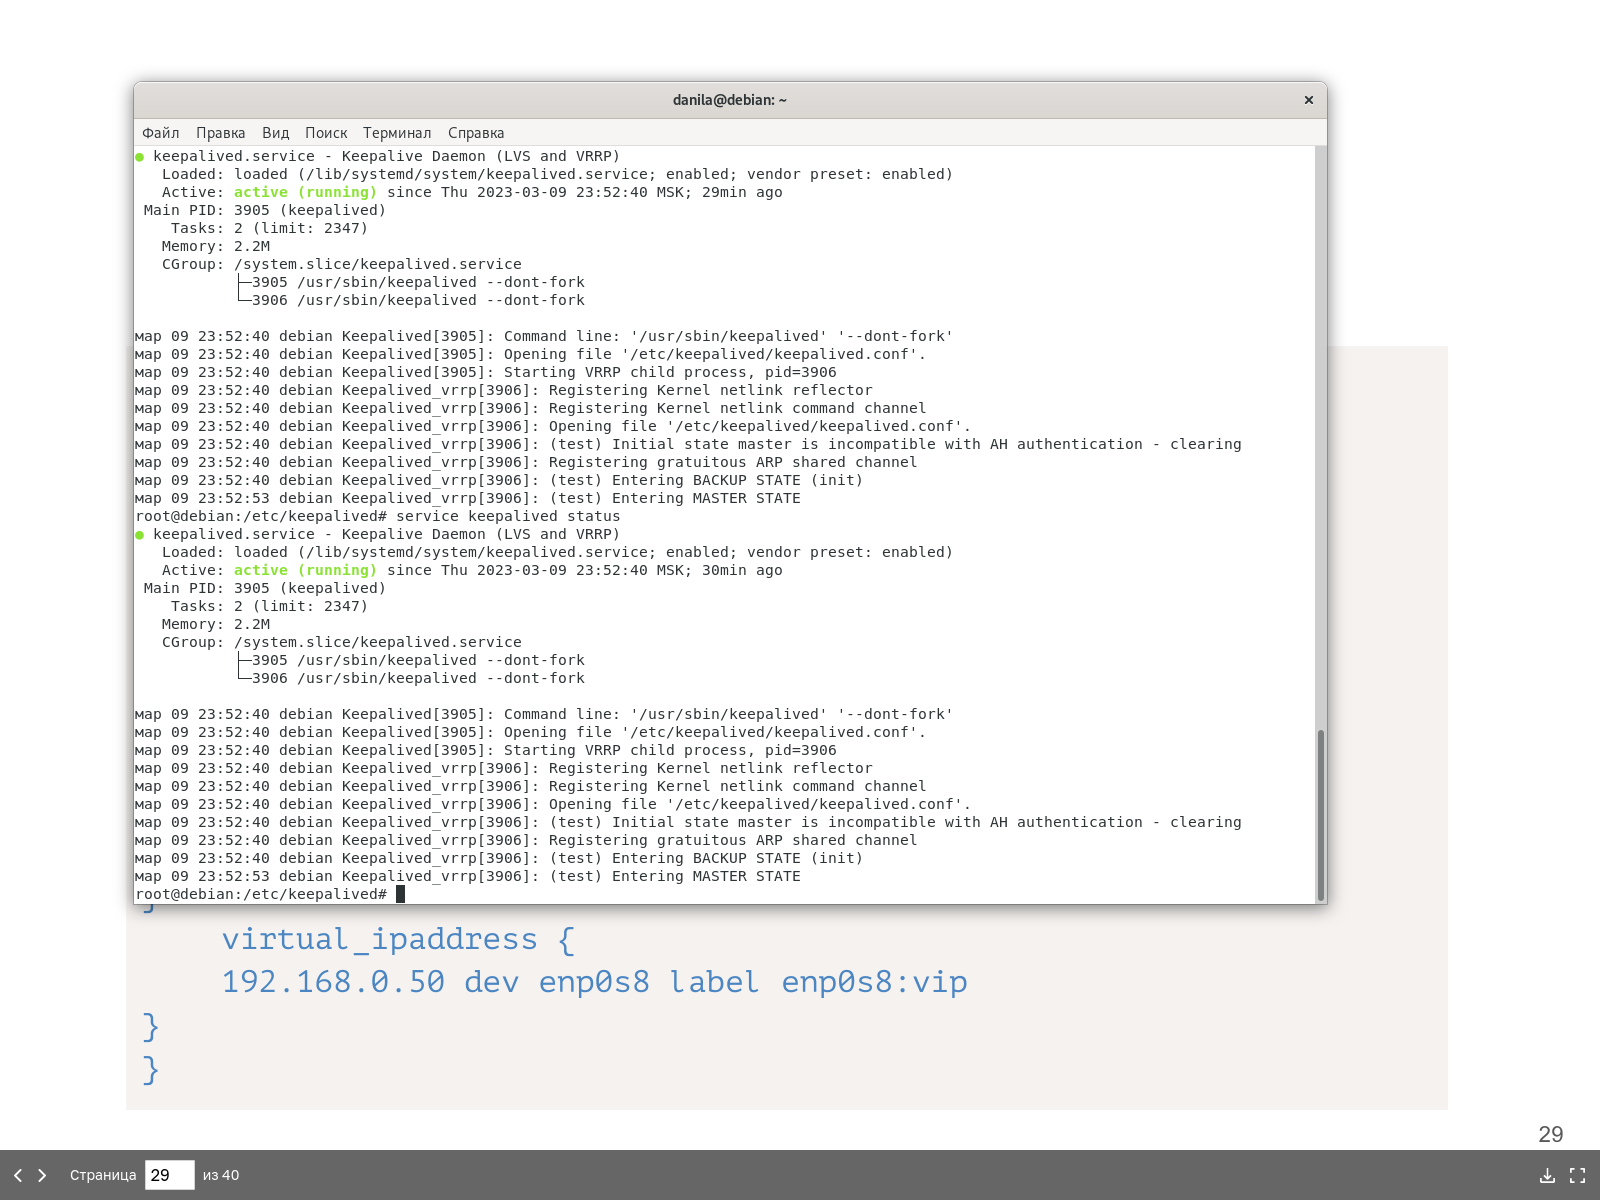 danila@debian: ~
Файл Правка Вид Поиск Терминал Справка
● keepalived.service - Keepalive Daemon (LVS and VRRP)
   Loaded: loaded (/lib/systemd/system/keepalived.service; enabled; vendor preset: enabled)
   Active: active (running) since Thu 2023-03-09 23:52:40 MSK; 29min ago
 Main PID: 3905 (keepalived)
    Tasks: 2 (limit: 2347)
   Memory: 2.2M
   CGroup: /system.slice/keepalived.service
           ├─3905 /usr/sbin/keepalived --dont-fork
           └─3906 /usr/sbin/keepalived --dont-fork
мар 09 23:52:40 debian Keepalived[3905]: Command line: '/usr/sbin/keepalived' '--dont-fork'
мар 09 23:52:40 debian Keepalived[3905]: Opening file '/etc/keepalived/keepalived.conf'.
мар 09 23:52:40 debian Keepalived[3905]: Starting VRRP child process, pid=3906
мар 09 23:52:40 debian Keepalived_vrrp[3906]: Registering Kernel netlink reflector
мар 09 23:52:40 debian Keepalived_vrrp[3906]: Registering Kernel netlink command channel
мар 09 23:52:40 debian Keepalived_vrrp[3906]: Opening file '/etc/keepalived/keepalived.conf'.
мар 09 23:52:40 debian Keepalived_vrrp[3906]: (test) Initial state master is incompatible with AH authentication - clearing
мар 09 23:52:40 debian Keepalived_vrrp[3906]: Registering gratuitous ARP shared channel
мар 09 23:52:40 debian Keepalived_vrrp[3906]: (test) Entering BACKUP STATE (init)
мар 09 23:52:53 debian Keepalived_vrrp[3906]: (test) Entering MASTER STATE
root@debian:/etc/keepalived# service keepalived status
● keepalived.service - Keepalive Daemon (LVS and VRRP)
   Loaded: loaded (/lib/systemd/system/keepalived.service; enabled; vendor preset: enabled)
   Active: active (running) since Thu 2023-03-09 23:52:40 MSK; 30min ago
 Main PID: 3905 (keepalived)
    Tasks: 2 (limit: 2347)
   Memory: 2.2M
   CGroup: /system.slice/keepalived.service
           ├─3905 /usr/sbin/keepalived --dont-fork
           └─3906 /usr/sbin/keepalived --dont-fork
мар 09 23:52:40 debian Keepalived[3905]: Command line: '/usr/sbin/keepalived' '--dont-fork'
мар 09 23:52:40 debian Keepalived[3905]: Opening file '/etc/keepalived/keepalived.conf'.
мар 09 23:52:40 debian Keepalived[3905]: Starting VRRP child process, pid=3906
мар 09 23:52:40 debian Keepalived_vrrp[3906]: Registering Kernel netlink reflector
мар 09 23:52:40 debian Keepalived_vrrp[3906]: Registering Kernel netlink command channel
мар 09 23:52:40 debian Keepalived_vrrp[3906]: Opening file '/etc/keepalived/keepalived.conf'.
мар 09 23:52:40 debian Keepalived_vrrp[3906]: (test) Initial state master is incompatible with AH authentication - clearing
мар 09 23:52:40 debian Keepalived_vrrp[3906]: Registering gratuitous ARP shared channel
мар 09 23:52:40 debian Keepalived_vrrp[3906]: (test) Entering BACKUP STATE (init)
мар 09 23:52:53 debian Keepalived_vrrp[3906]: (test) Entering MASTER STATE
root@debian:/etc/keepalived#
}
virtual_ipaddress {
192.168.0.50 dev enp0s8 label enp0s8:vip
}
}
29
Страница 29 из 40